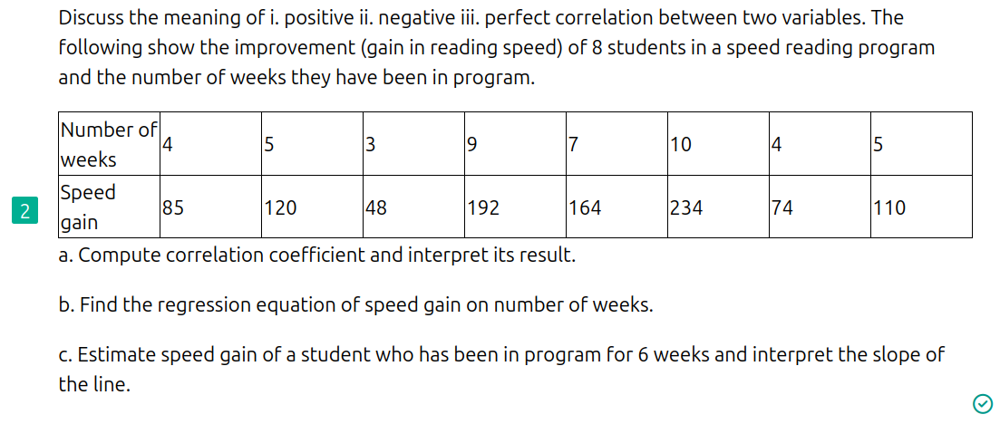 Discuss the meaning of i. positive ii. negative iii. perfect correlation between two variables. The
following show the improvement (gain in reading speed) of 8 students in a speed reading program
and the number of weeks they have been in program.
Number of weeks 4 5 3 9 7 10 4 5
2
Speed gain 85 120 48 192 164 234 74 110
a. Compute correlation coefficient and interpret its result.
b. Find the regression equation of speed gain on number of weeks.
c. Estimate speed gain of a student who has been in program for 6 weeks and interpret the slope of
the line.